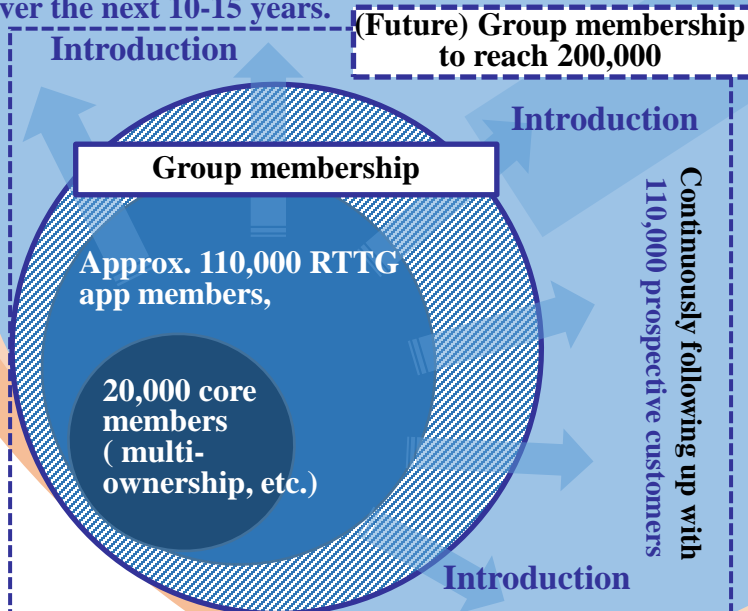 ver the next 10-15 years.
(Future) Group membership
to reach 200,000
Introduction
Introduction
Group membership
Approx. 110,000 RTTG
app members,
20,000 core
members
( multi-
ownership, etc.)
Continuously following up with
110,000 prospective customers
Introduction